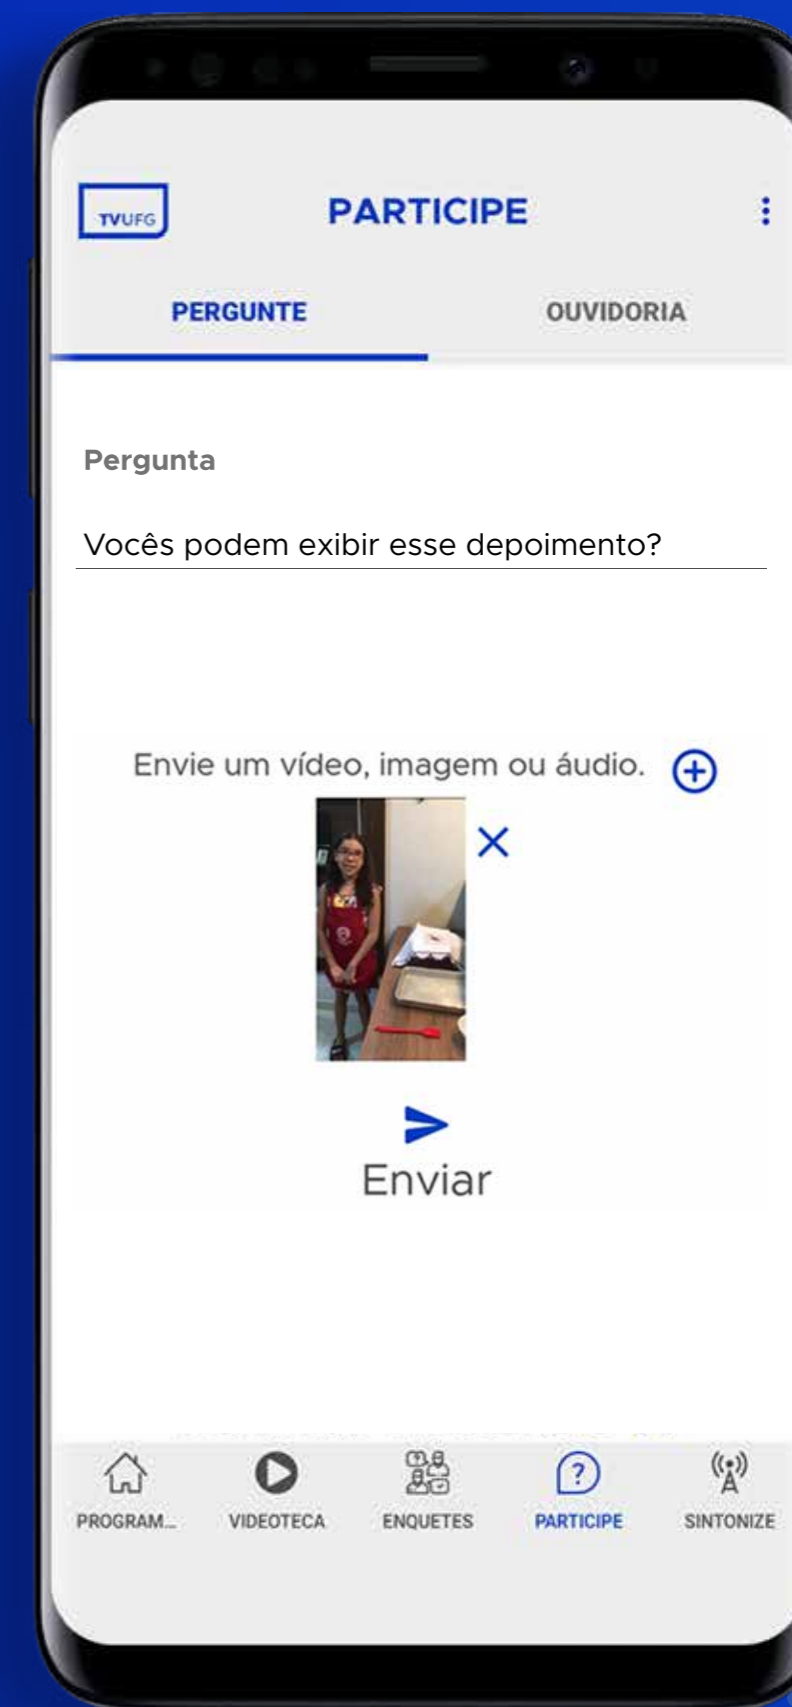 TVUFG
PARTICIPE
PERGUNTE
OUVIDORIA
Pergunta
Vocês podem exibir esse depoimento?
Envie um vídeo, imagem ou áudio.
Enviar
PROGRAM...
VIDEOTECA
ENQUETES
PARTICIPE
SINTONIZE